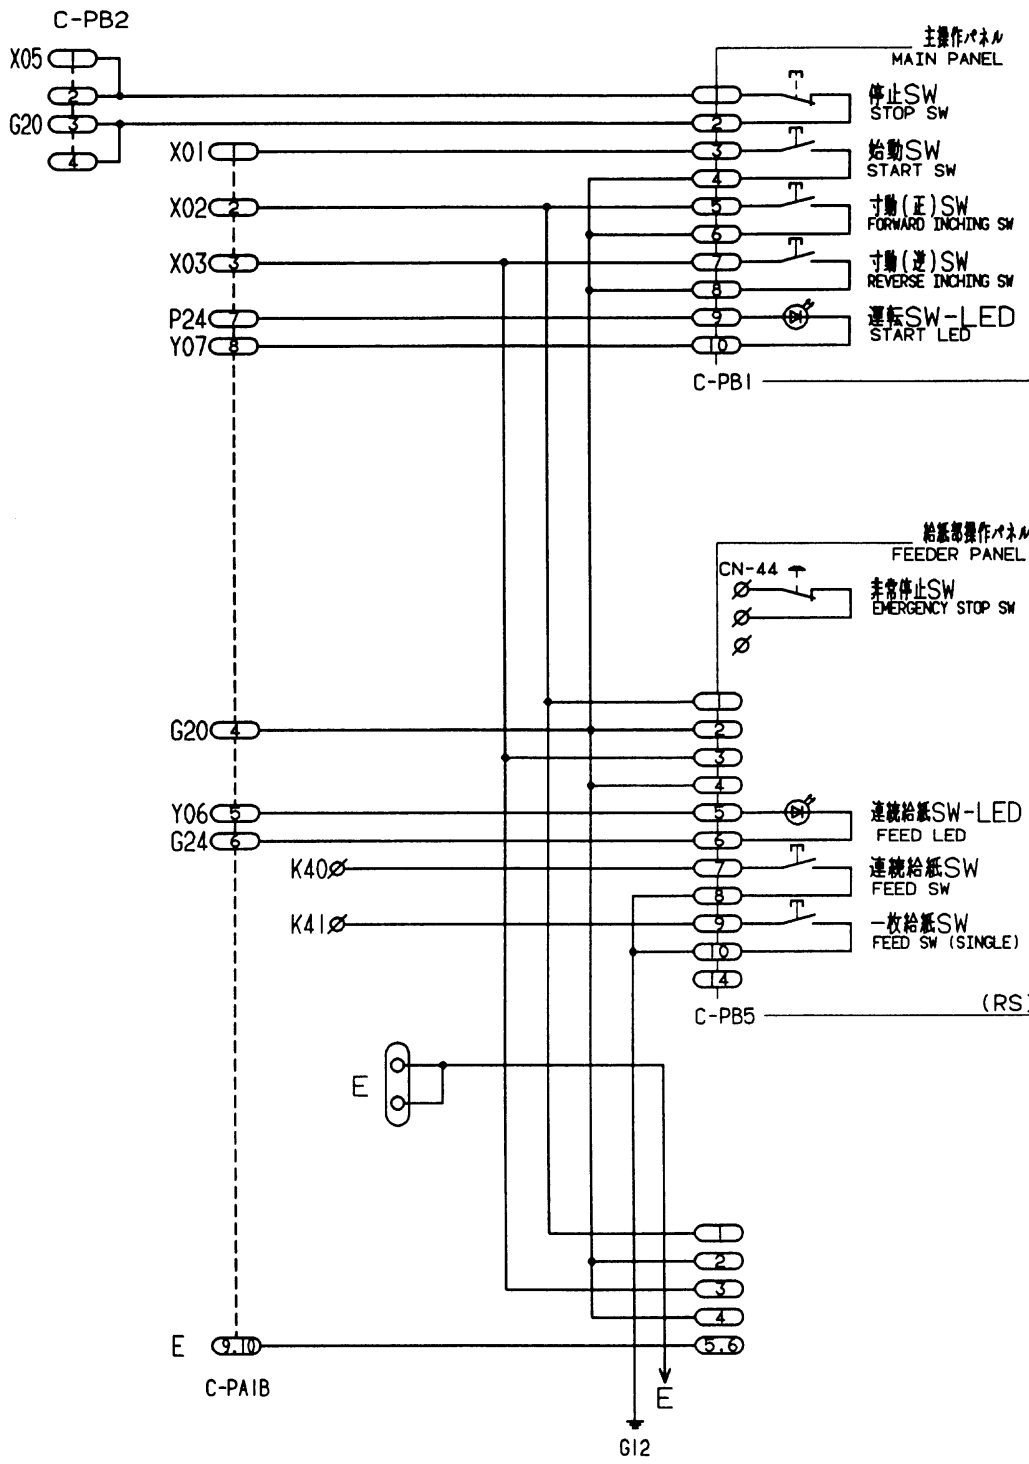 C-PB2
X05 1
2
G20 3
4
主操作パネル
MAIN PANEL
1
停止SW
STOP SW
2
X01 1
3
始動SW
START SW
4
X02 2
5
寸動(正)SW
FORWARD INCHING SW
6
X03 3
7
寸動(逆)SW
REVERSE INCHING SW
8
P24 7
9
運転SW-LED
START LED
Y07 8
10
C-PB1
給紙部操作パネル
FEEDER PANEL
CN-44
非常停止SW
EMERGENCY STOP SW
1
G20 4
2
3
4
Y06 5
5
連続給紙SW-LED
FEED LED
G24 6
6
K40
7
連続給紙SW
FEED SW
8
K41
9
一枚給紙SW
FEED SW (SINGLE)
10
14
C-PB5
(RS)
E
1
2
3
4
E 9.10
5.6
C-PA1B
E
G12